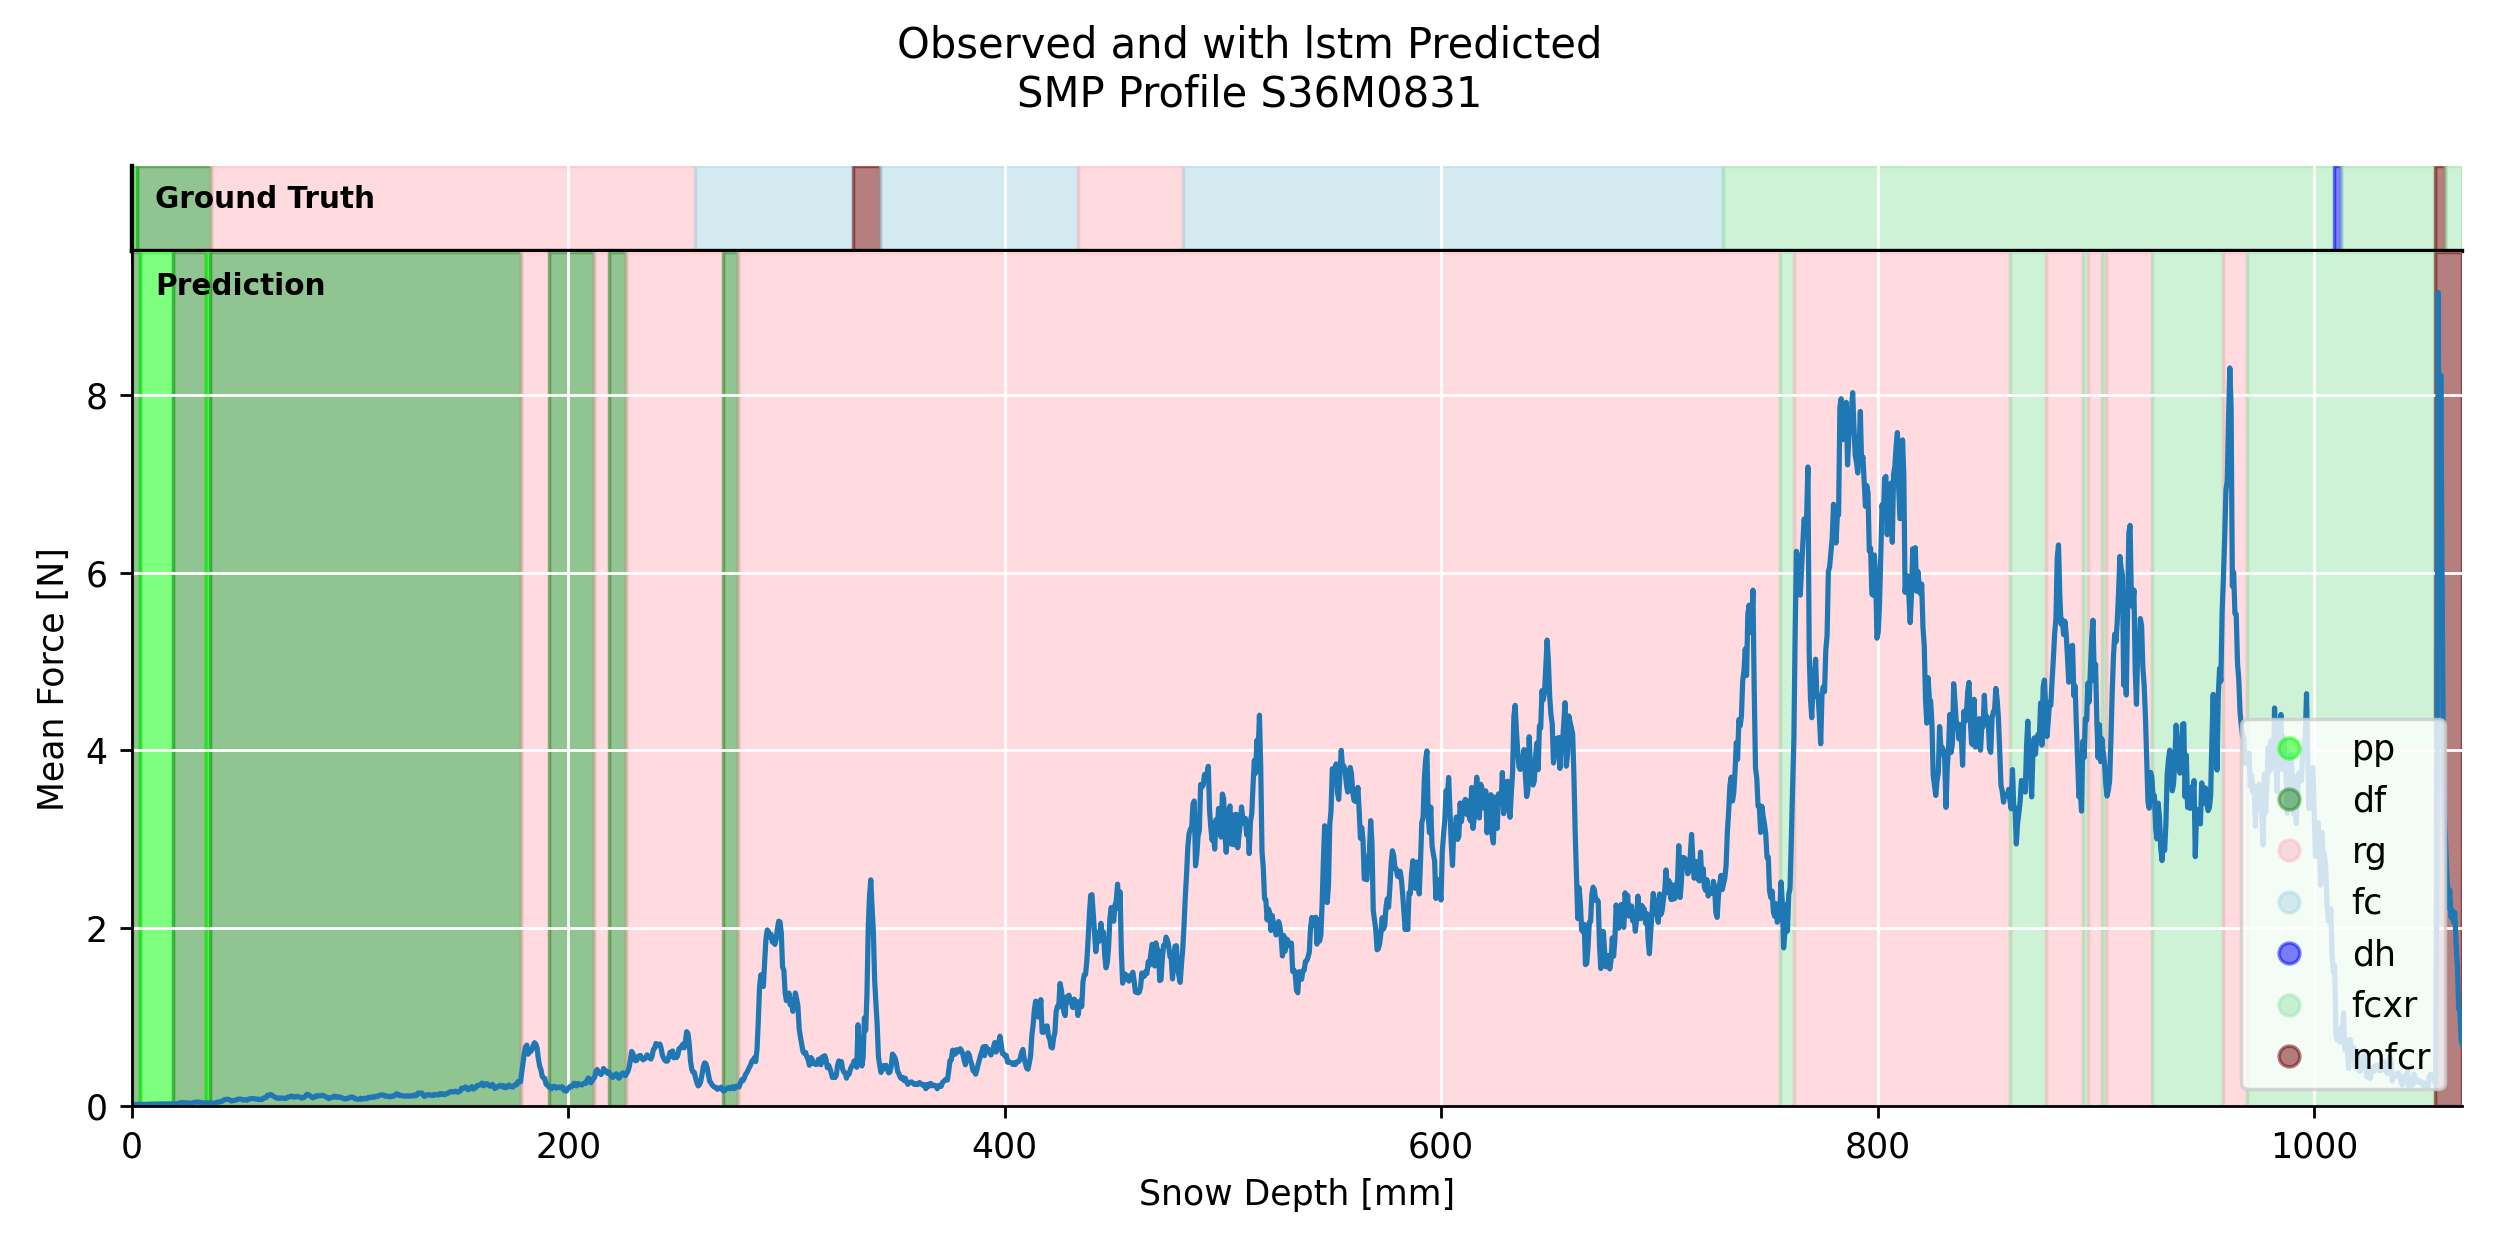 Observed and with lstm Predicted
SMP Profile S36M0831
Ground Truth
Prediction
8
6
4
2
0
Mean Force [N]
pp
df
rg
fc
dh
fcxr
mfcr
0 200 400 600 800 1000
Snow Depth [mm]